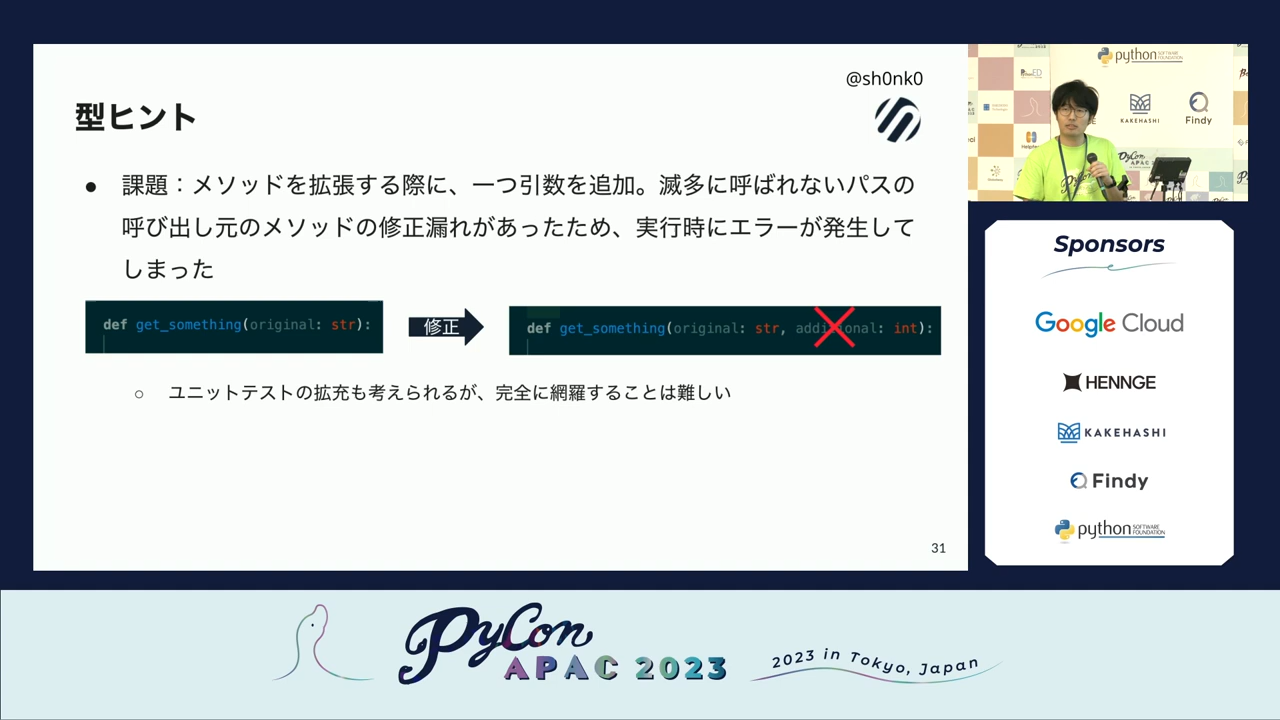 @sh0nk0
型ヒント
● 課題：メソッドを拡張する際に、一つ引数を追加。滅多に呼ばれないパスの
呼び出し元のメソッドの修正漏れがあったため、実行時にエラーが発生して
しまった
def get_something(original: str):
修正
def get_something(original: str, additional: int):
○ ユニットテストの拡充も考えられるが、完全に網羅することは難しい
31
python
KAKEHASHI
Findy
PyCon
APAC
Sponsors
Google Cloud
HENNGE
KAKEHASHI
Findy
python SOFTWARE FOUNDATION
PyCon
APAC 2023
2023 in Tokyo, Japan